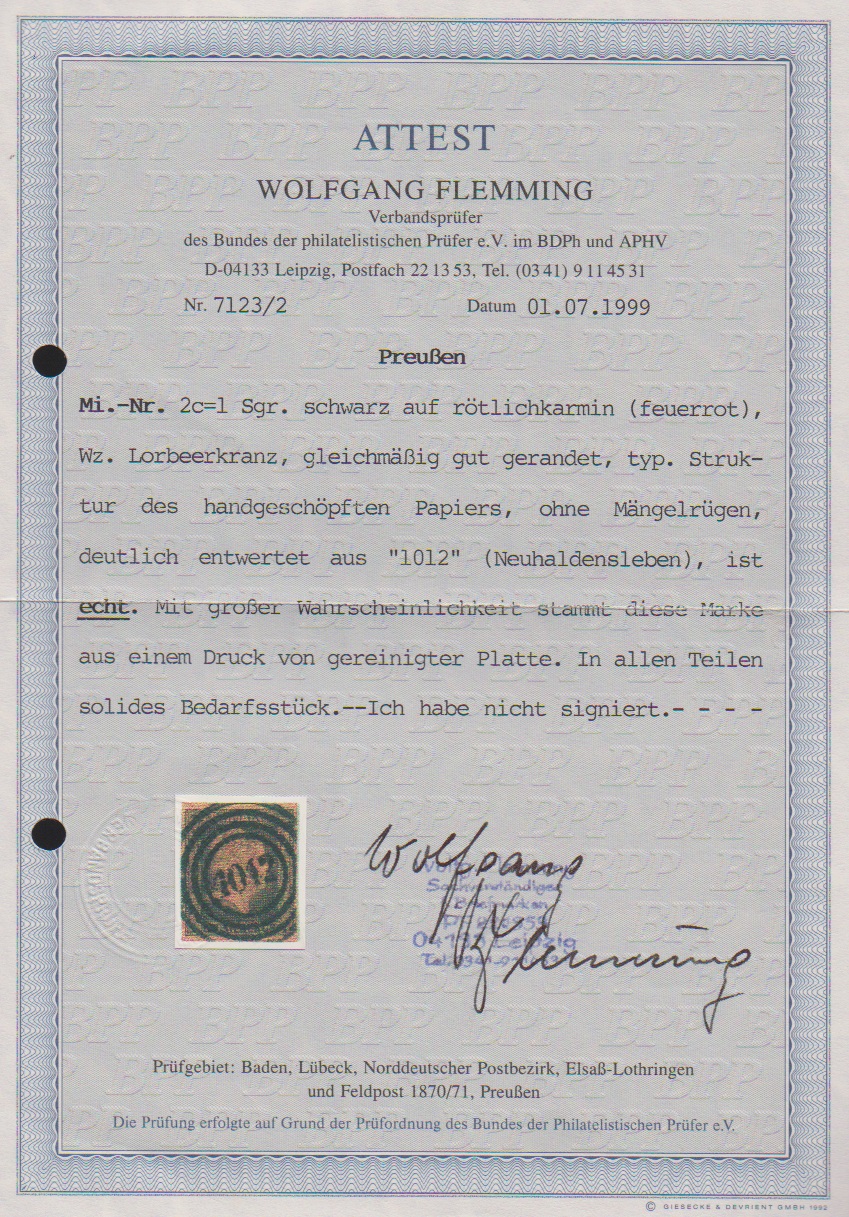 ATTEST
WOLFGANG FLEMMING
Verbandsprüfer
des Bundes der philatelistischen Prüfer e.V. im BDPh und APHV
D-04133 Leipzig, Postfach 22 13 53, Tel. (03 41) 9 11 45 31
Nr. 7123/2 Datum 01.07.1999
Preußen
Mi.-Nr. 2c=1 Sgr. schwarz auf rötlichkarmin (feuerrot),
Wz. Lorbeerkranz, gleichmäßig gut gerandet, typ. Struk-
tur des handgeschöpften Papiers, ohne Mängelrügen,
deutlich entwertet aus "1012" (Neuhaldensleben), ist
echt. Mit großer Wahrscheinlichkeit stammt diese Marke
aus einem Druck von gereinigter Platte. In allen Teilen
solides Bedarfsstück.--Ich habe nicht signiert.- - - -
1012
Wolfgang
Flemming
Sachverständiger
Briefmarken
04133 Leipzig
Prüfgebiet: Baden, Lübeck, Norddeutscher Postbezirk, Elsaß-Lothringen
und Feldpost 1870/71, Preußen
Die Prüfung erfolgte auf Grund der Prüfordnung des Bundes der Philatelistischen Prüfer e.V.
© GIESECKE & DEVRIENT GMBH 1992